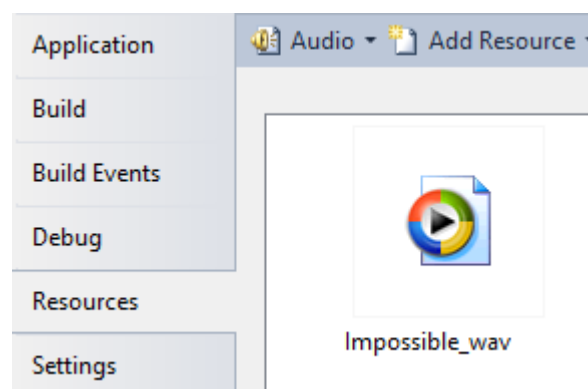 Application
Build
Build Events
Debug
Resources
Settings
Audio Add Resource
Impossible_wav